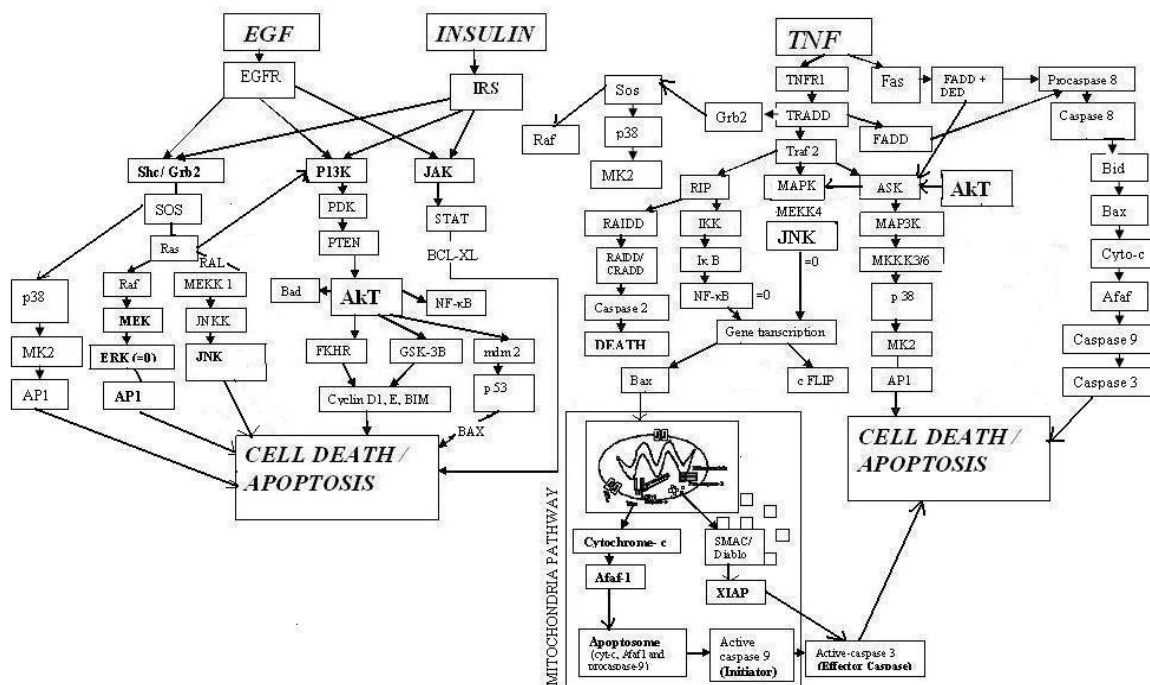 EGF
INSULIN
TNF
EGFR
IRS
Shc/ Grb2
P13K
JAK
SOS
PDK
STAT
Ras
PTEN
BCL-XL
RAL
p38
Raf
MEKK 1
Bad
AkT
NF-κB
MEK
JNKK
MK2
ERK (=0)
JNK
FKHR
GSK-3B
mdm2
AP1
AP1
Cyclin D1, E, BIM
p53
BAX
CELL DEATH /
APOPTOSIS
TNFR1
Fas
FADD +
DED
Procaspase 8
Sos
Grb2
TRADD
Caspase 8
Raf
p38
FADD
Traf 2
MK2
RIP
MAPK
ASK
AkT
Bid
MEKK4
RAIDD
IKK
JNK
MAP3K
Bax
RAIDD/
CRADD
Iκ B
=0
MKKK3/6
Cyto-c
Caspase 2
NF-κB
=0
p 38
Afaf
DEATH
Gene transcription
MK2
Caspase 9
Bax
c FLIP
AP1
Caspase 3
CELL DEATH /
APOPTOSIS
MITOCHONDRIA PATHWAY
Cytochrome- c
SMAC/
Diablo
Afaf-1
XIAP
Apoptosome
(cyt-c, Afaf1 and
procaspase-9)
Active
caspase 9
(Initiator)
Active-caspase 3
(Effector Caspase)